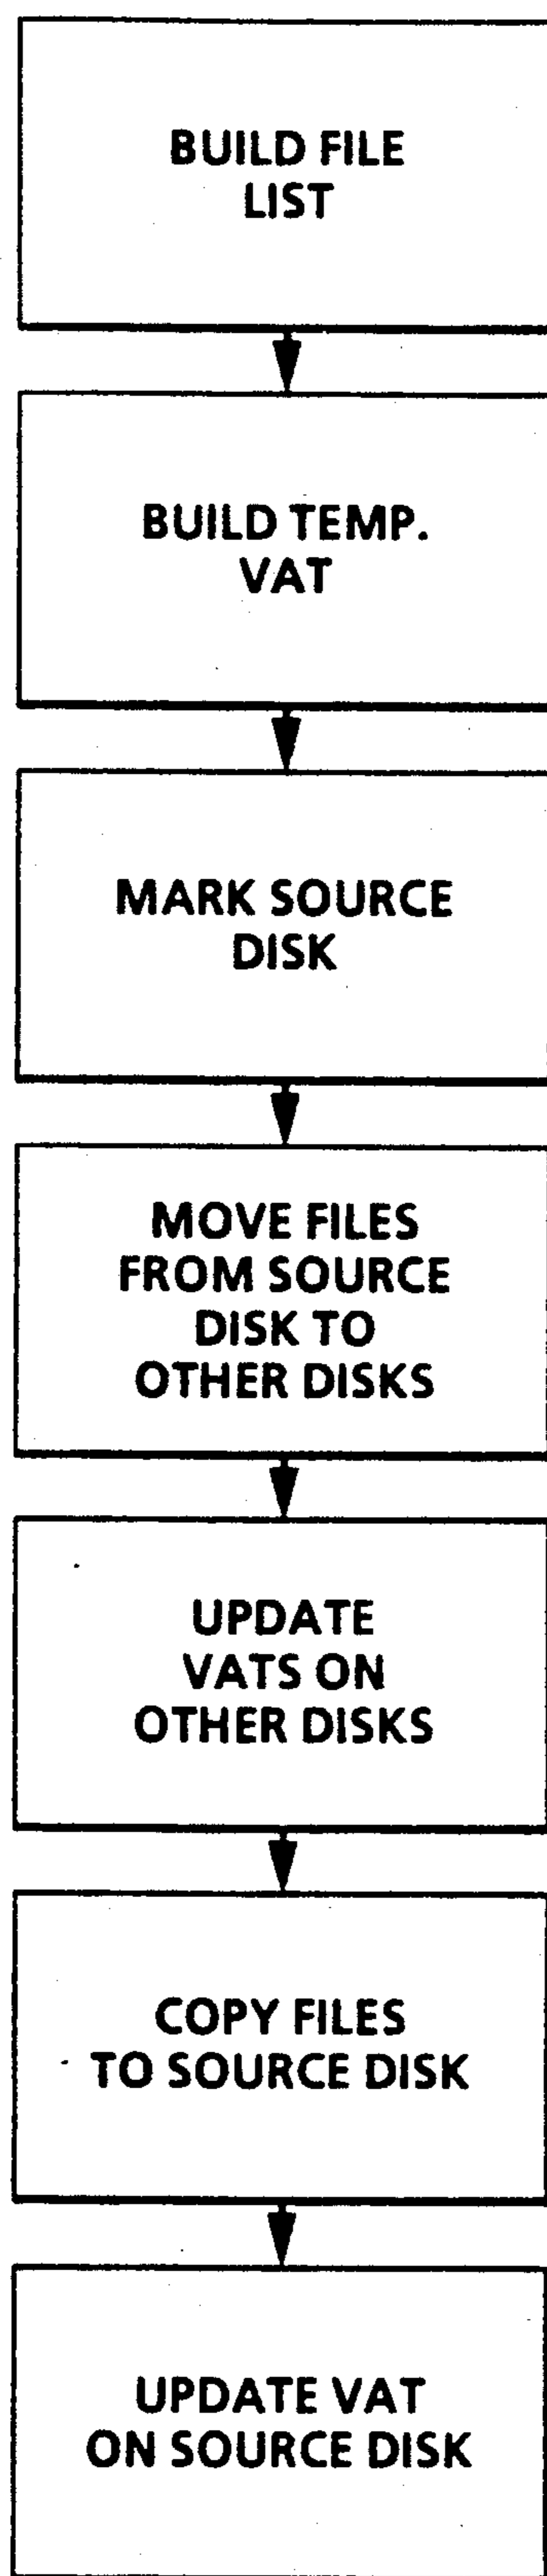 BUILD FILE
LIST
BUILD TEMP.
VAT
MARK SOURCE
DISK
MOVE FILES
FROM SOURCE
DISK TO
OTHER DISKS
UPDATE
VATS ON
OTHER DISKS
COPY FILES
TO SOURCE DISK
UPDATE VAT
ON SOURCE DISK